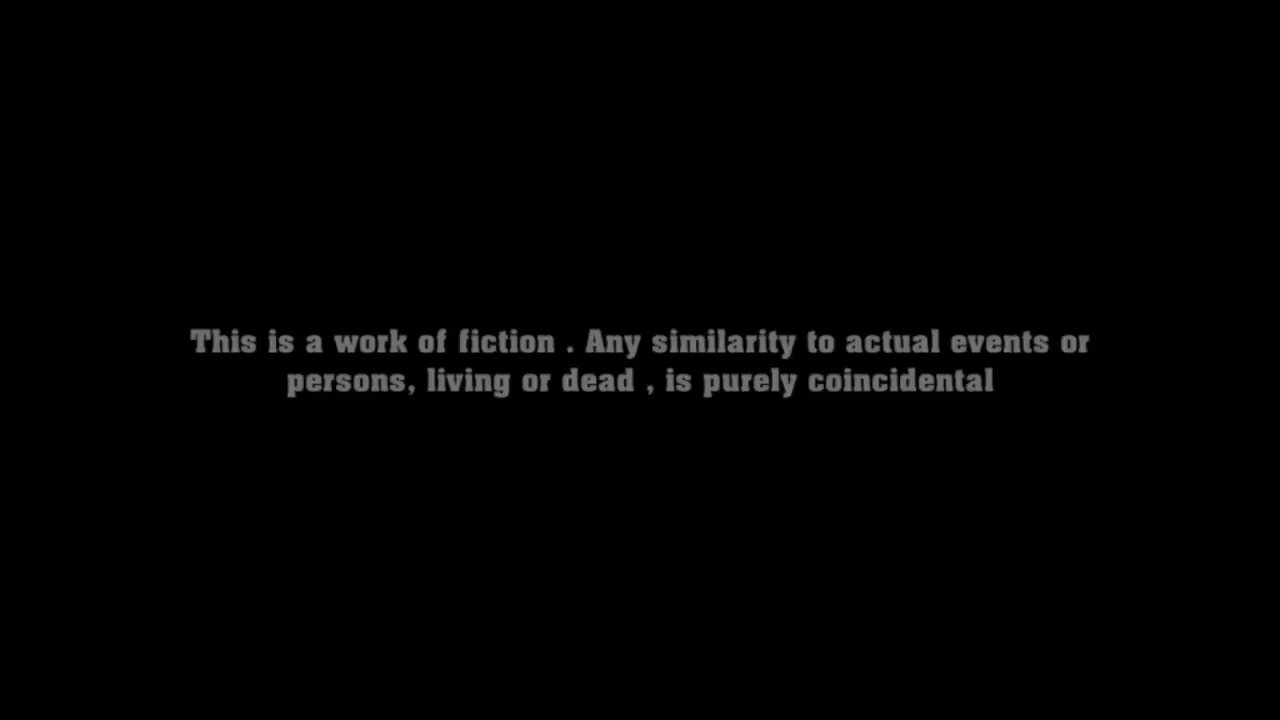 This is a work of fiction . Any similarity to actual events or
persons, living or dead , is purely coincidental